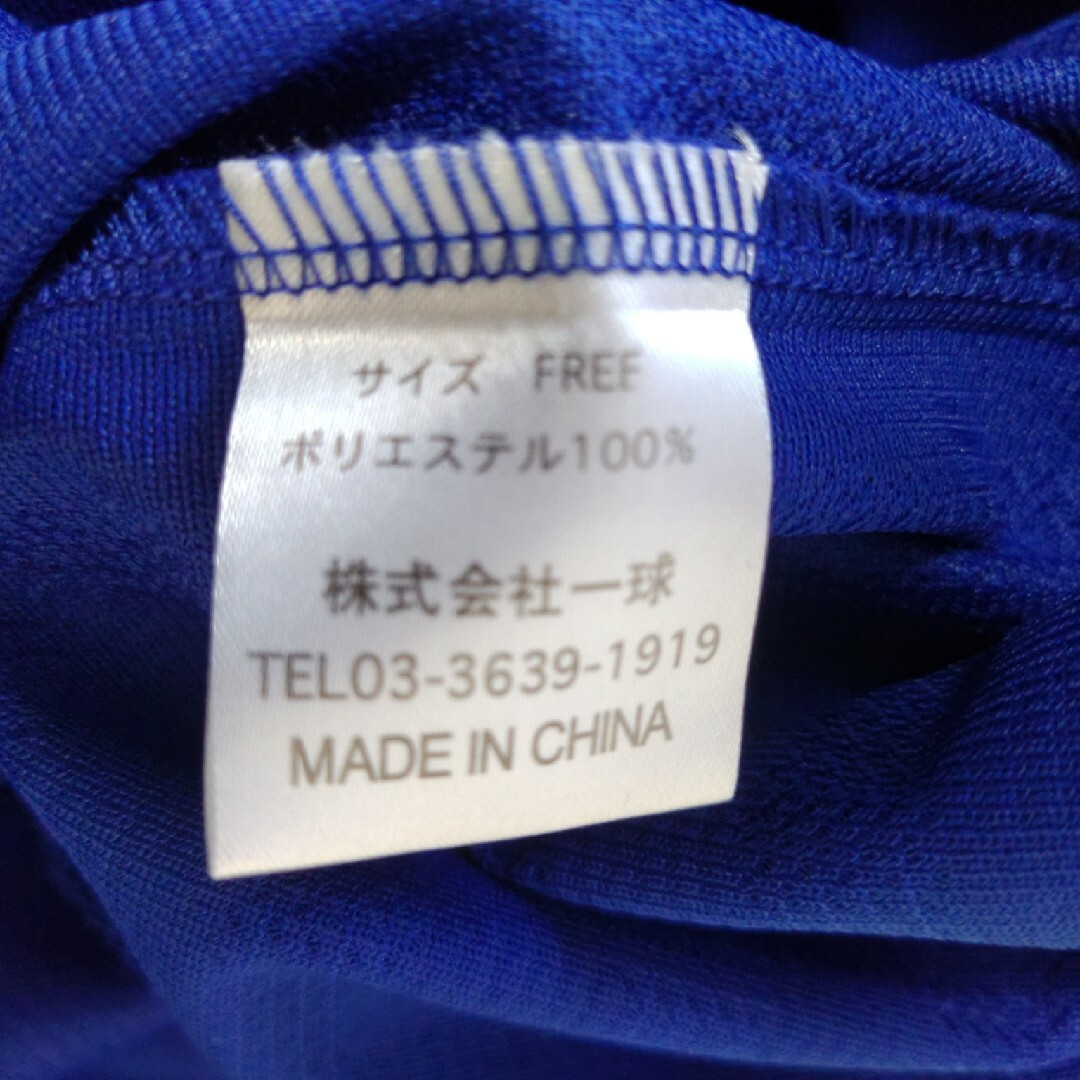 サイズ FREE
ポリエステル100%
株式会社一球
TEL03-3639-1919
MADE IN CHINA